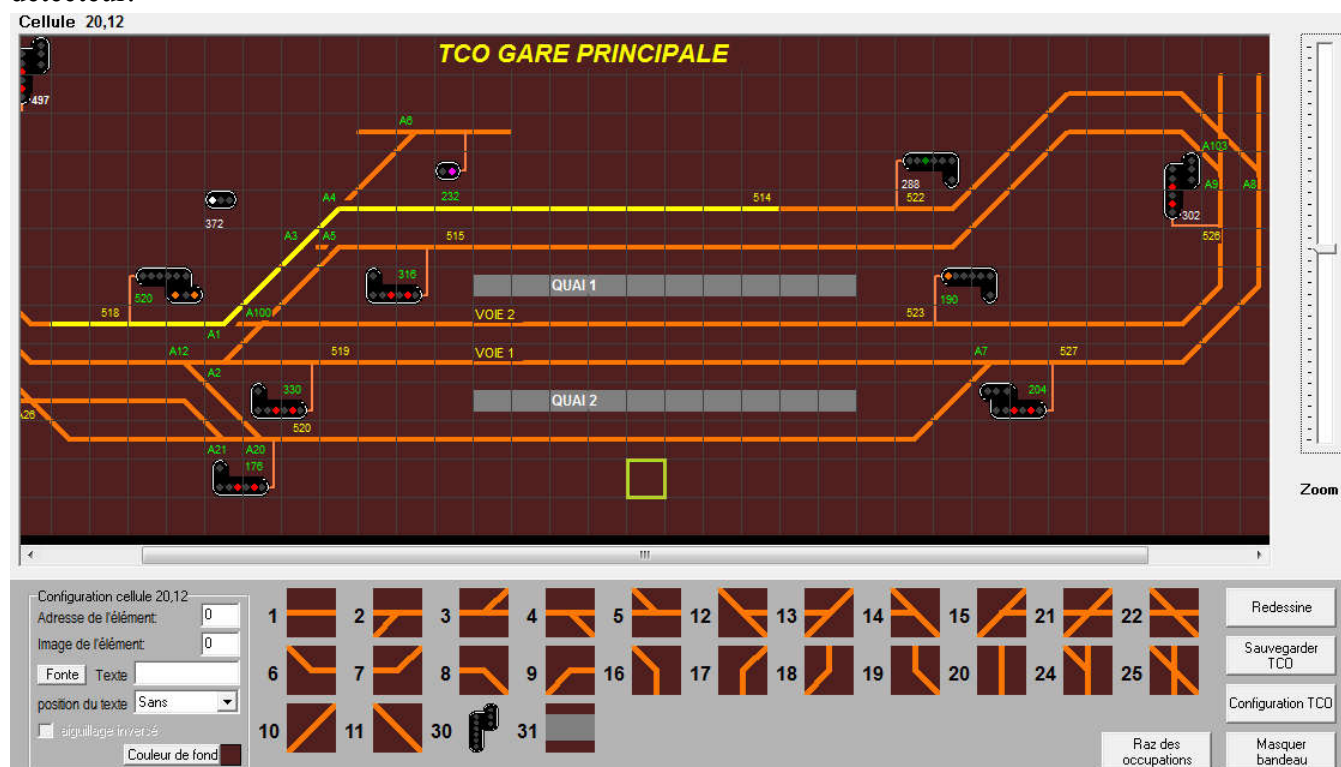 détecteur.
Cellule 20,12
TCO GARE PRINCIPALE
497
A6
A103
288
A9
A8
A4
232
514
522
372
302
A3
A5
515
526
316
QUAI 1
520
190
518
A100
VOIE 2
523
A1
A12
519
VOIE 1
A7
527
A2
330
QUAI 2
204
A26
520
A21
A20
176
Zoom
Configuration cellule 20,12
Adresse de l'élément:
0
Image de l'élément:
0
Fonte
Texte
position du texte
Sans
aiguillage inversé
Couleur de fond
1 2 3 4 5 12 13 14 15 21 22
6 7 8 9 16 17 18 19 20 24 25
10 11 30 31
Redessine
Sauvegarder
TCO
Configuration TCO
Raz des
occupations
Masquer
bandeau